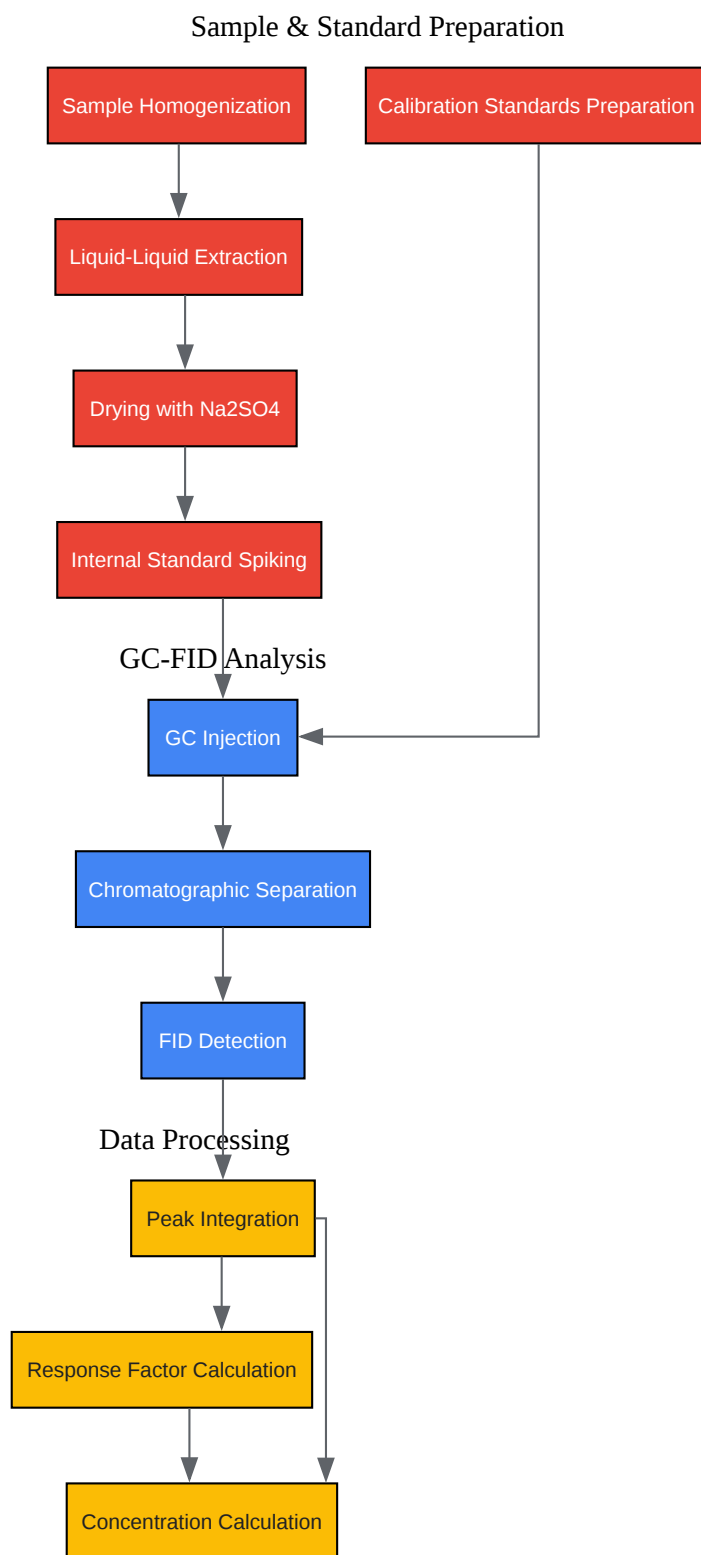 Sample & Standard Preparation
Sample Homogenization
Calibration Standards Preparation
Liquid-Liquid Extraction
Drying with Na2SO4
Internal Standard Spiking
GC-FID Analysis
GC Injection
Chromatographic Separation
FID Detection
Data Processing
Peak Integration
Response Factor Calculation
Concentration Calculation